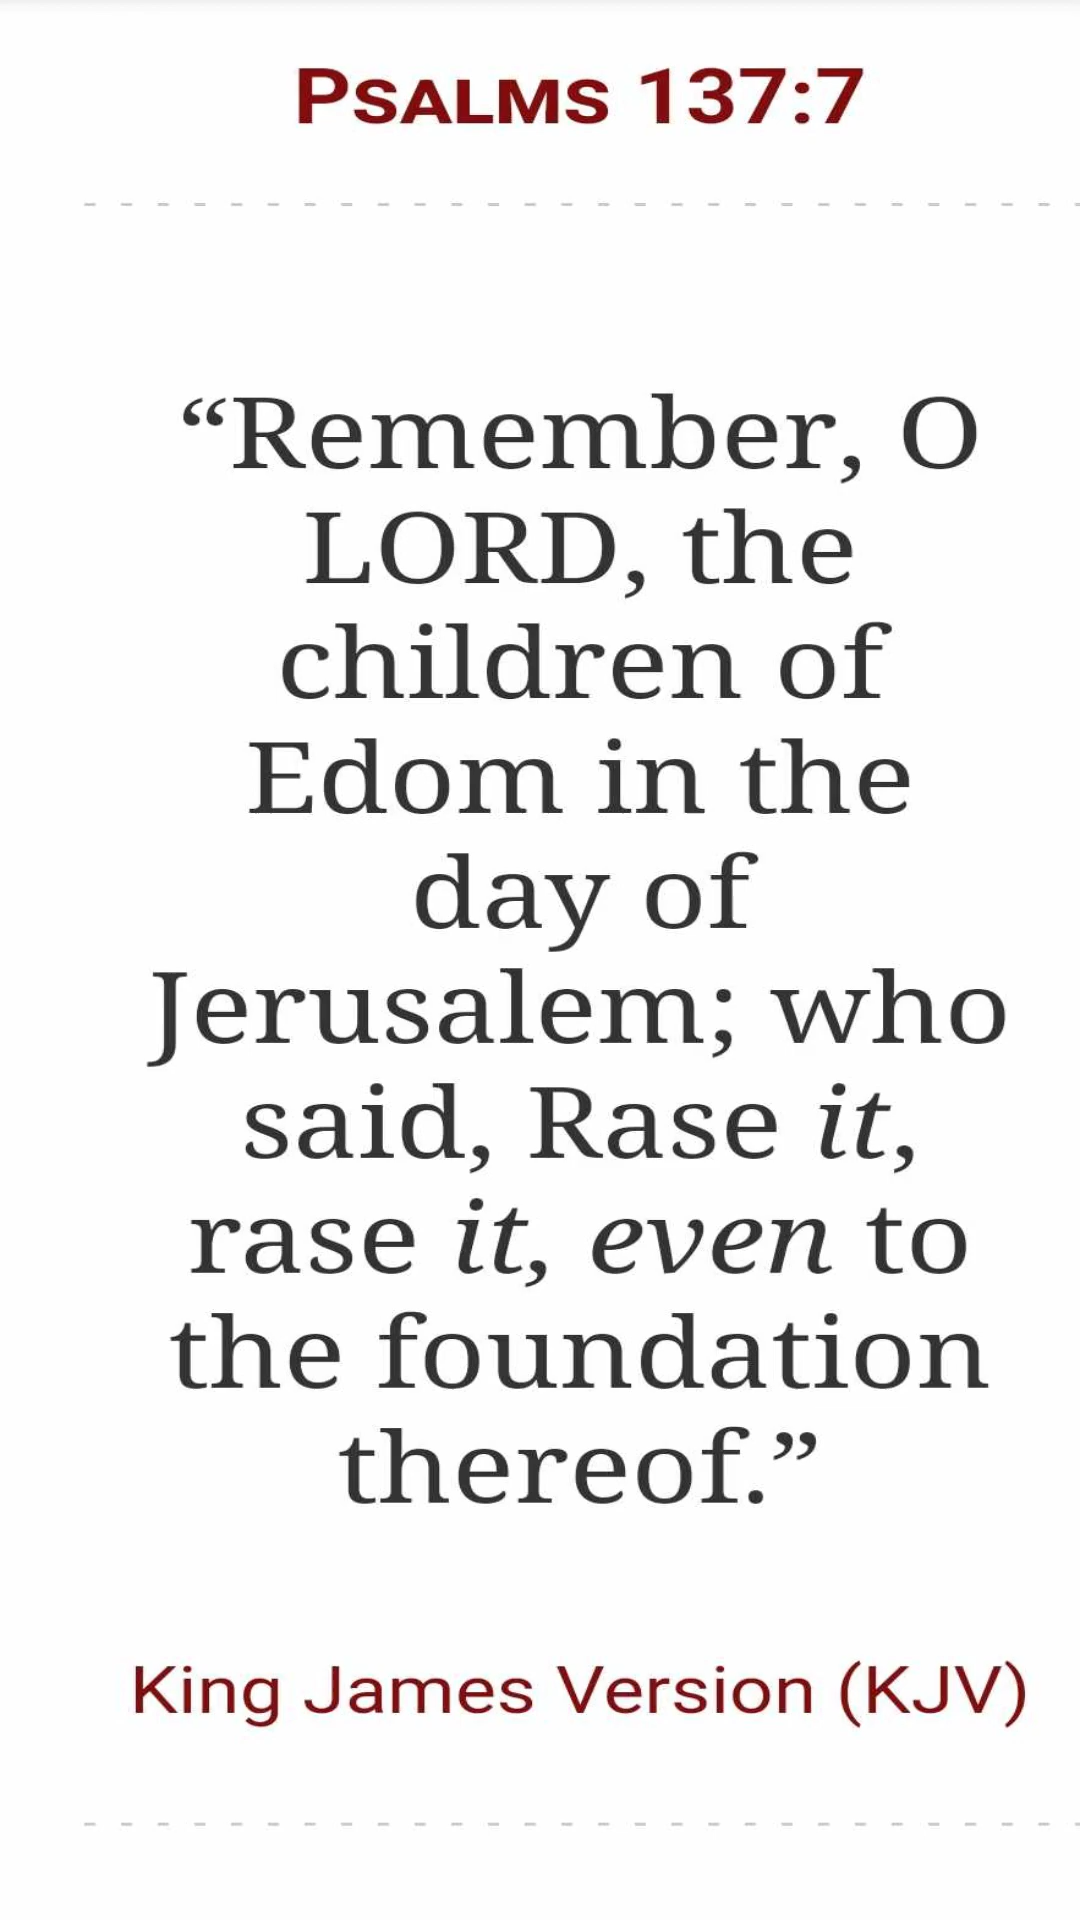 PSALMS 137:7
“Remember, O
LORD, the
children of
Edom in the
day of
Jerusalem; who
said, Rase it,
rase it, even to
the foundation
thereof.”
King James Version (KJV)